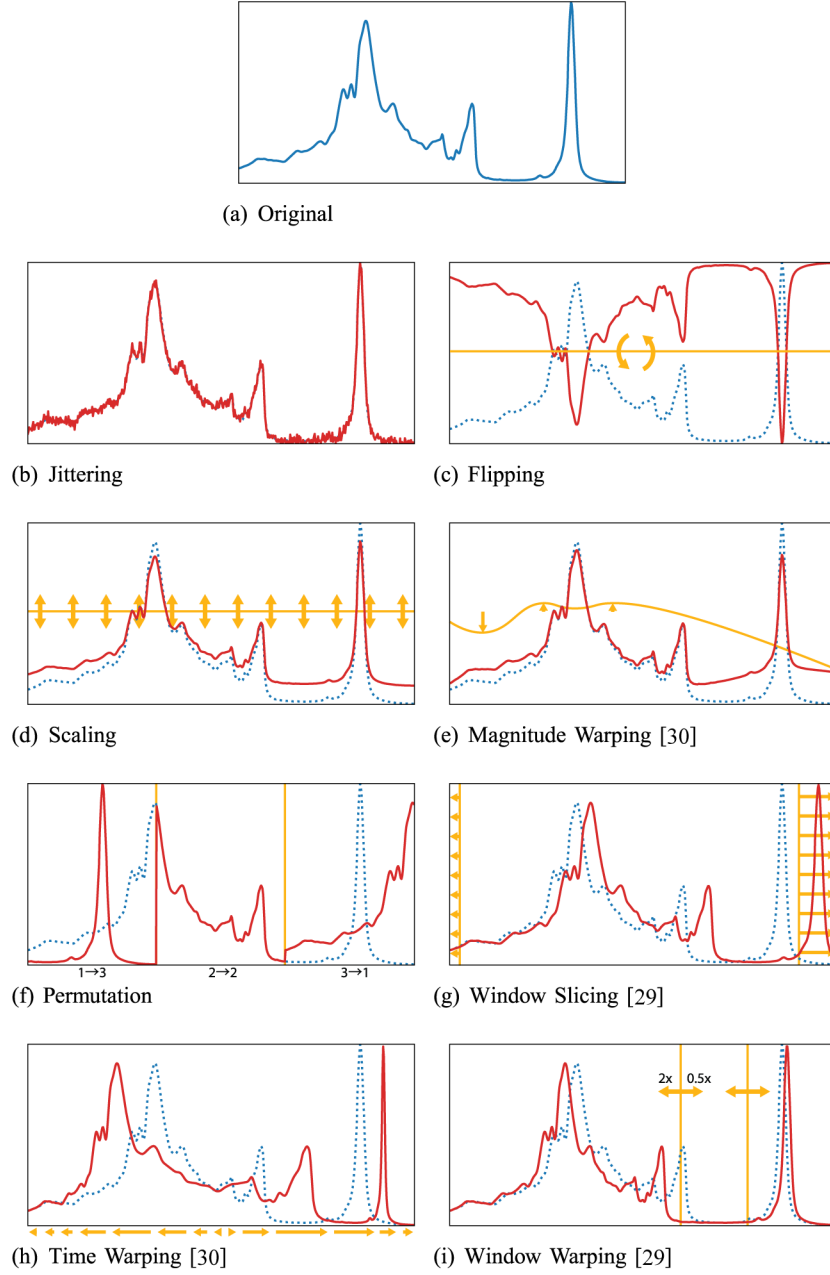 (a) Original
(b) Jittering
(c) Flipping
(d) Scaling
(e) Magnitude Warping [30]
1→3 2→2 3→1
(f) Permutation
(g) Window Slicing [29]
2x 0.5x
(h) Time Warping [30]
(i) Window Warping [29]